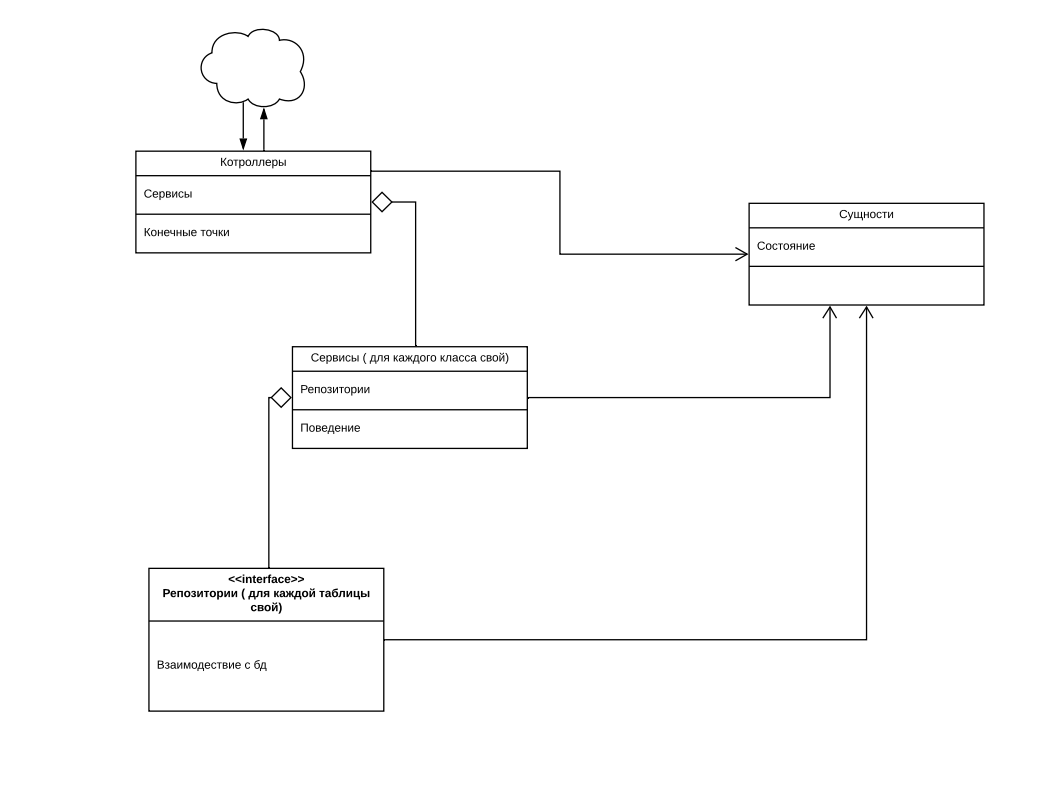 Котроллеры
Сервисы
Конечные точки
Сущности
Состояние
Сервисы ( для каждого класса свой)
Репозитории
Поведение
<<interface>>
Репозитории ( для каждой таблицы
свой)
Взаимодествие с бд